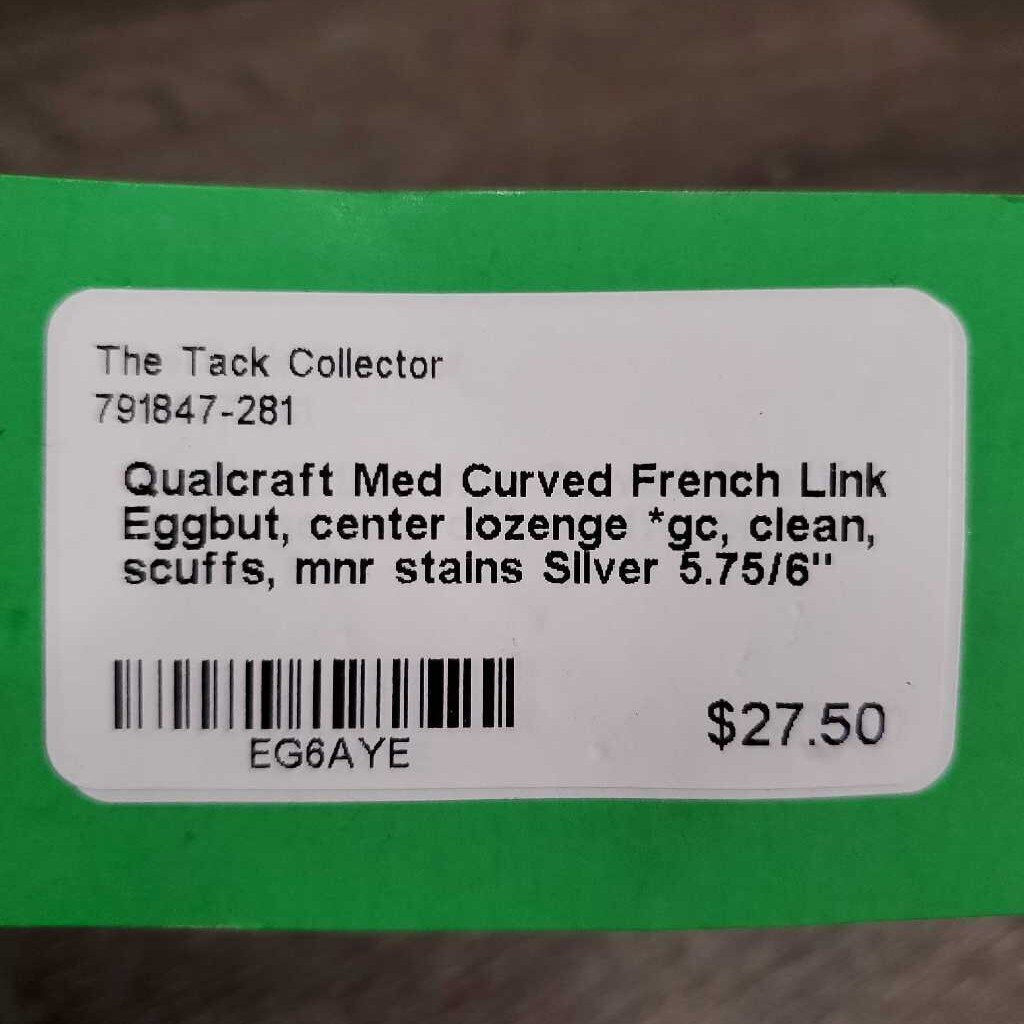 The Tack Collector
791847-281
Qualcraft Med Curved French Link
Eggbut, center lozenge *gc, clean,
scuffs, mnr stains Silver 5.75/6"
EG6AYE
$27.50